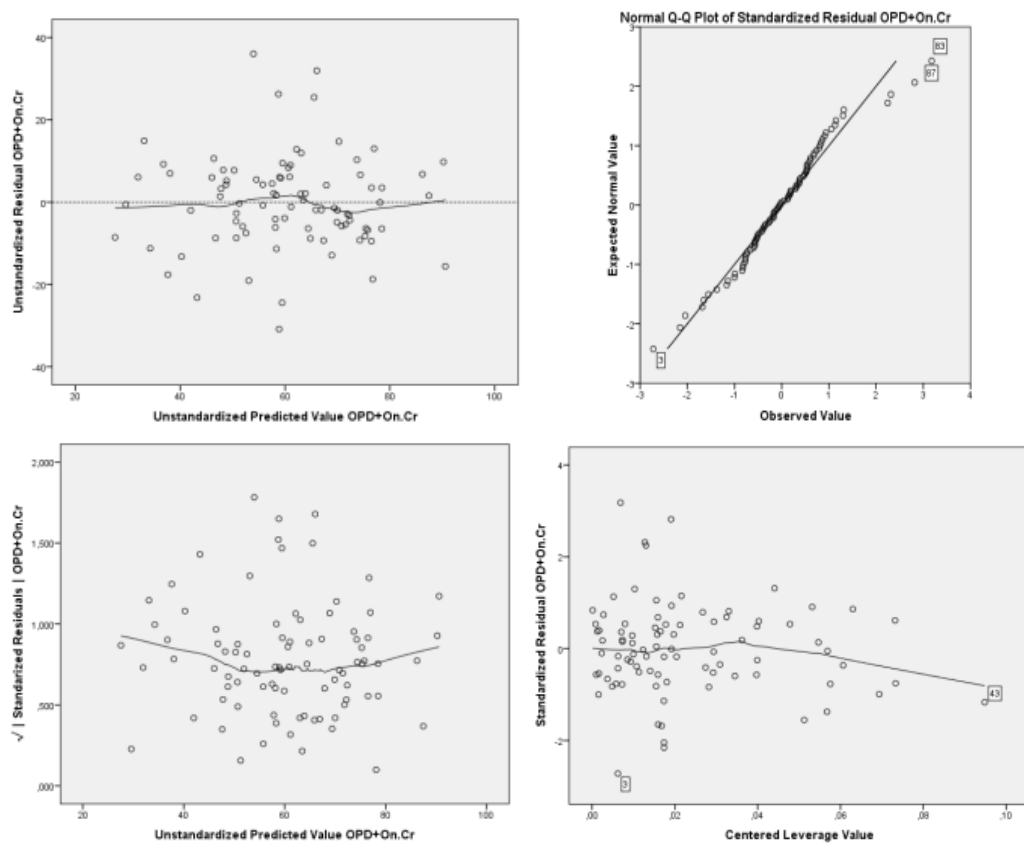 Unstandardized Residual OPD+On.Cr
40
20
0
-20
-40
20 40 60 80 100
Unstandardized Predicted Value OPD+On.Cr
Normal Q-Q Plot of Standardized Residual OPD+On.Cr
Expected Normal Value
3
2
1
0
-1
-2
-3
83
87
3
-3 -2 -1 0 1 2 3 4
Observed Value
√ | Standarized Residuals | OPD+On.Cr
2,000
1,500
1,000
,500
,000
20 40 60 80 100
Unstandardized Predicted Value OPD+On.Cr
Standardized Residual OPD+On.Cr
4
2
0
-2
43
3
,00 ,02 ,04 ,06 ,08 ,10
Centered Leverage Value